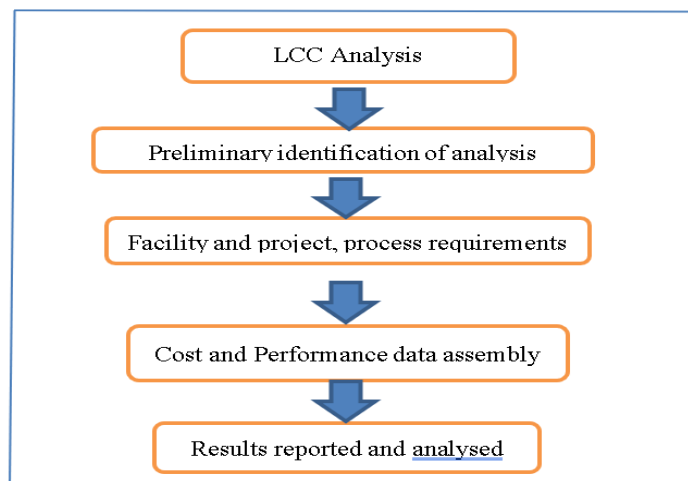 LCC Analysis
Preliminary identification of analysis
Facility and project, process requirements
Cost and Performance data assembly
Results reported and analysed